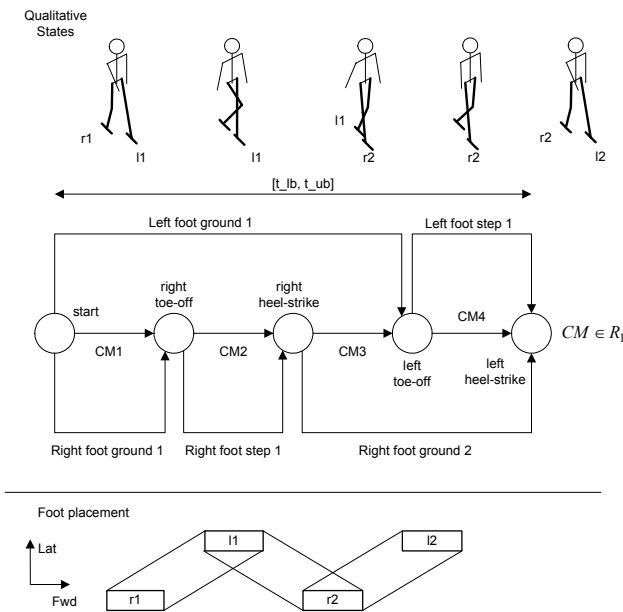 Qualitative
States
r1
l1
l1
l1
r2
r2
r2
l2
[t_lb, t_ub]
Left foot ground 1
Left foot step 1
start
right
toe-off
right
heel-strike
CM1
CM2
CM3
CM4
left
toe-off
left
heel-strike
CM ∈ R1
Right foot ground 1
Right foot step 1
Right foot ground 2
Foot placement
Lat
Fwd
l1
l2
r1
r2